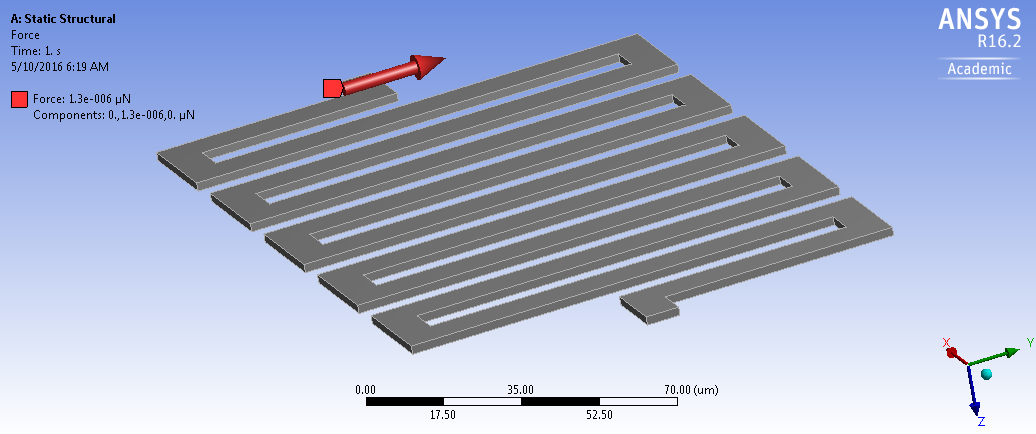 A: Static Structural
Force
Time: 1. s
5/10/2016 6:19 AM
Force: 1.3e-006 µN
Components: 0.,1.3e-006,0. µN
ANSYS
R16.2
Academic
0.00 35.00 70.00 (um)
17.50 52.50
X Y
Z